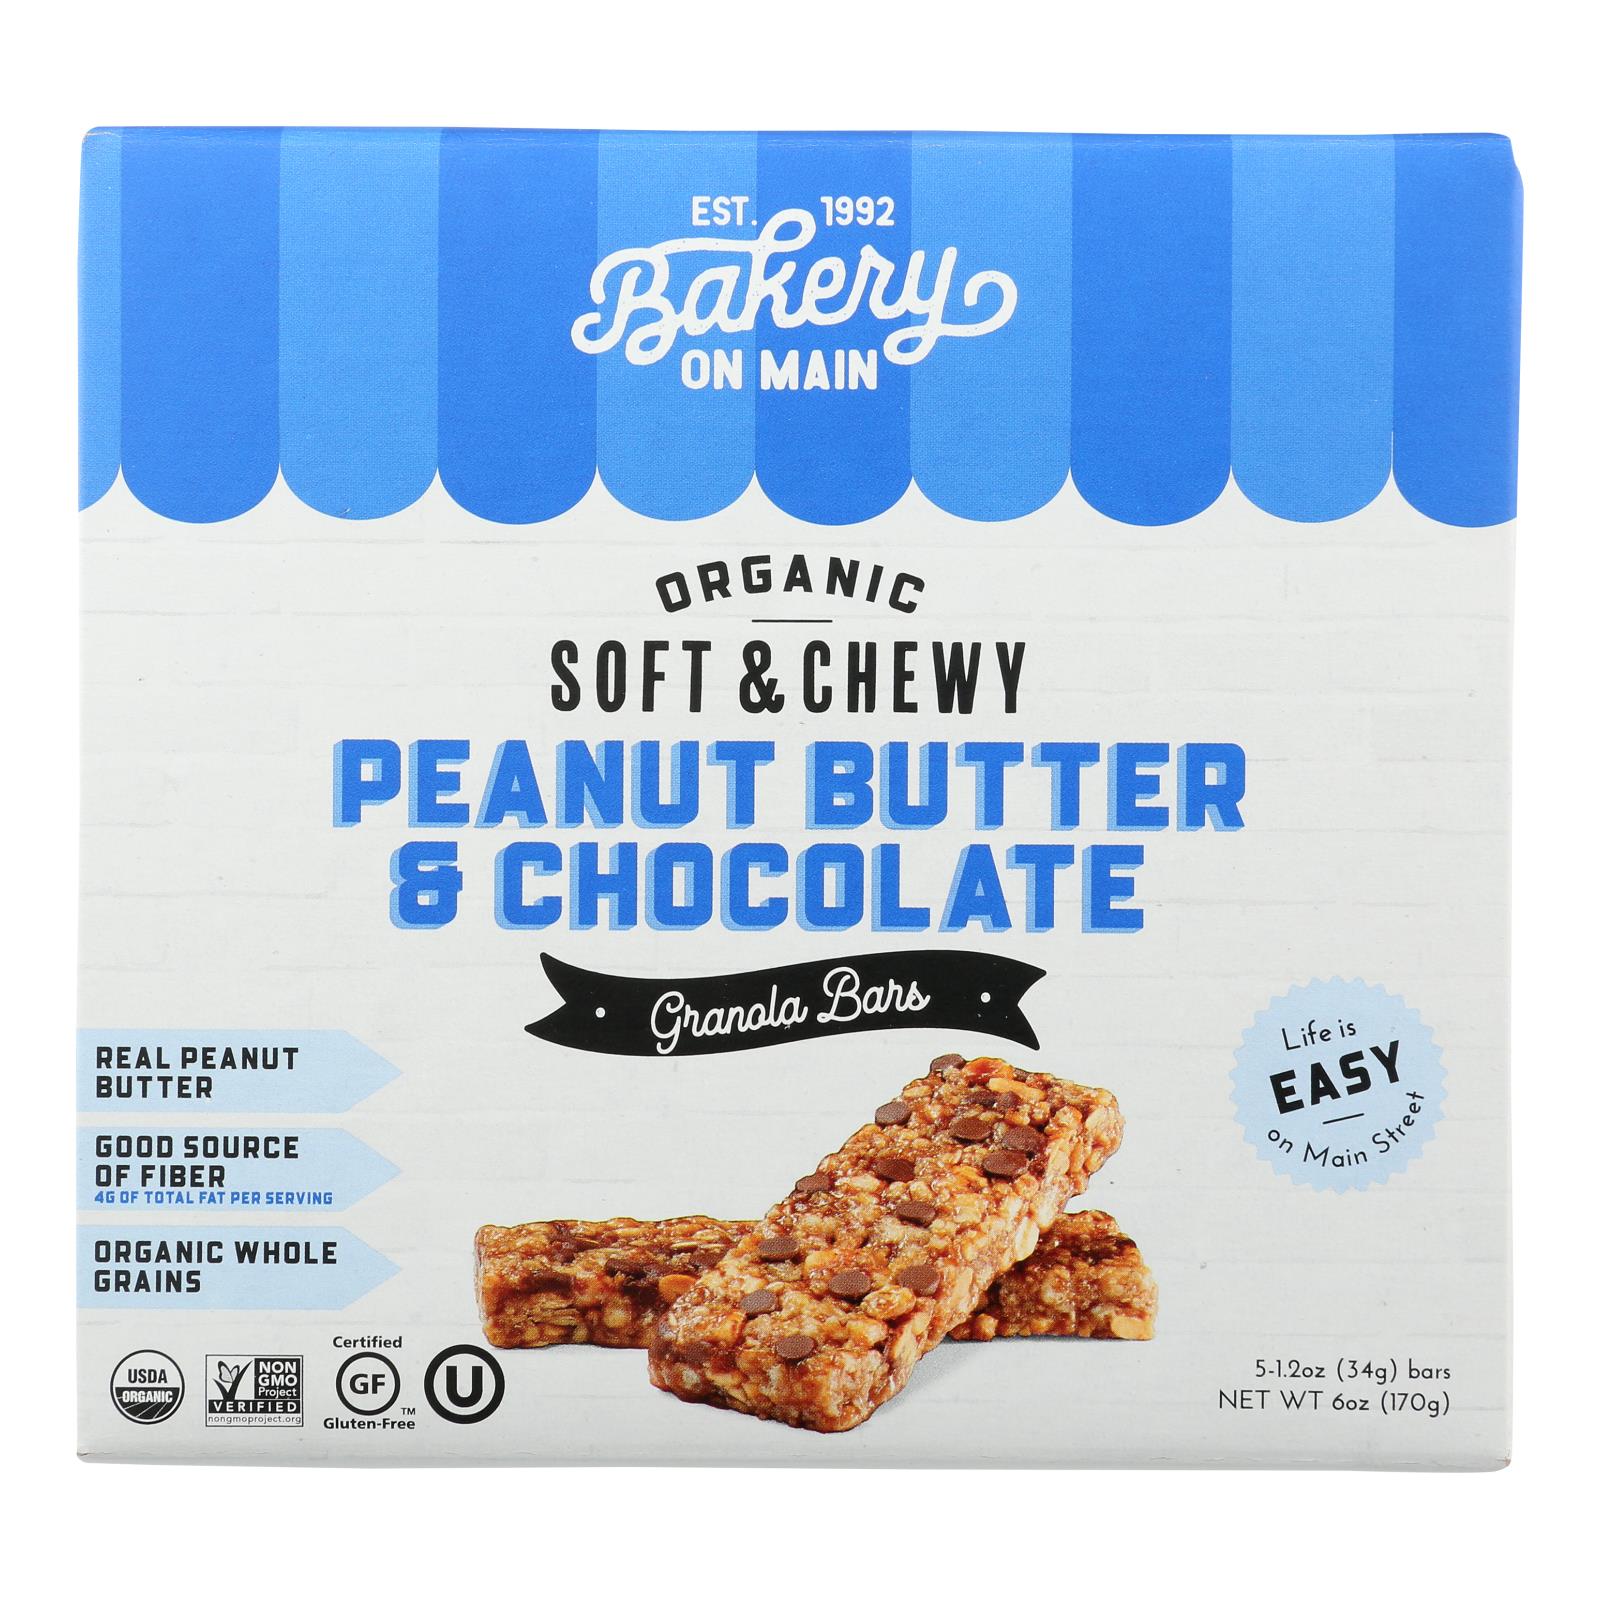 EST. 1992
Bakery
ON MAIN
ORGANIC
SOFT & CHEWY
PEANUT BUTTER
& CHOCOLATE
Granola Bars
REAL PEANUT
BUTTER
GOOD SOURCE
OF FIBER
4G OF TOTAL FAT PER SERVING
ORGANIC WHOLE
GRAINS
Life is
EASY
on Main Street
USDA
ORGANIC
NON
GMO
Project
VERIFIED
nongmoproject.org
Certified
GF
TM
Gluten-Free
U
5-1.2oz (34g) bars
NET WT 6oz (170g)